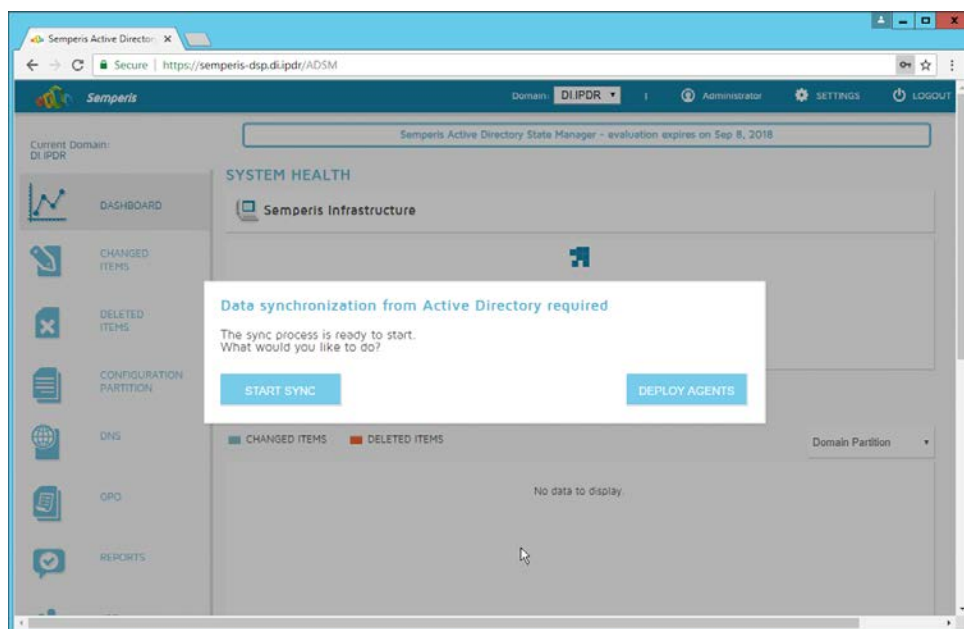 Semperis Active Director
Secure | https://semperis-dsp.di.ipdr/ADSM
Semperis
Domain: DI.IPDR
Administrator
SETTINGS
LOGOUT
Current Domain:
DI.IPDR
Semperis Active Directory State Manager - evaluation expires on Sep 8, 2018
SYSTEM HEALTH
DASHBOARD
Semperis Infrastructure
CHANGED
ITEMS
Data synchronization from Active Directory required
DELETED
ITEMS
The sync process is ready to start.
What would you like to do?
CONFIGURATION
PARTITION
START SYNC
DEPLOY AGENTS
DNS
CHANGED ITEMS
DELETED ITEMS
Domain Partition
No data to display
GPO
REPORTS